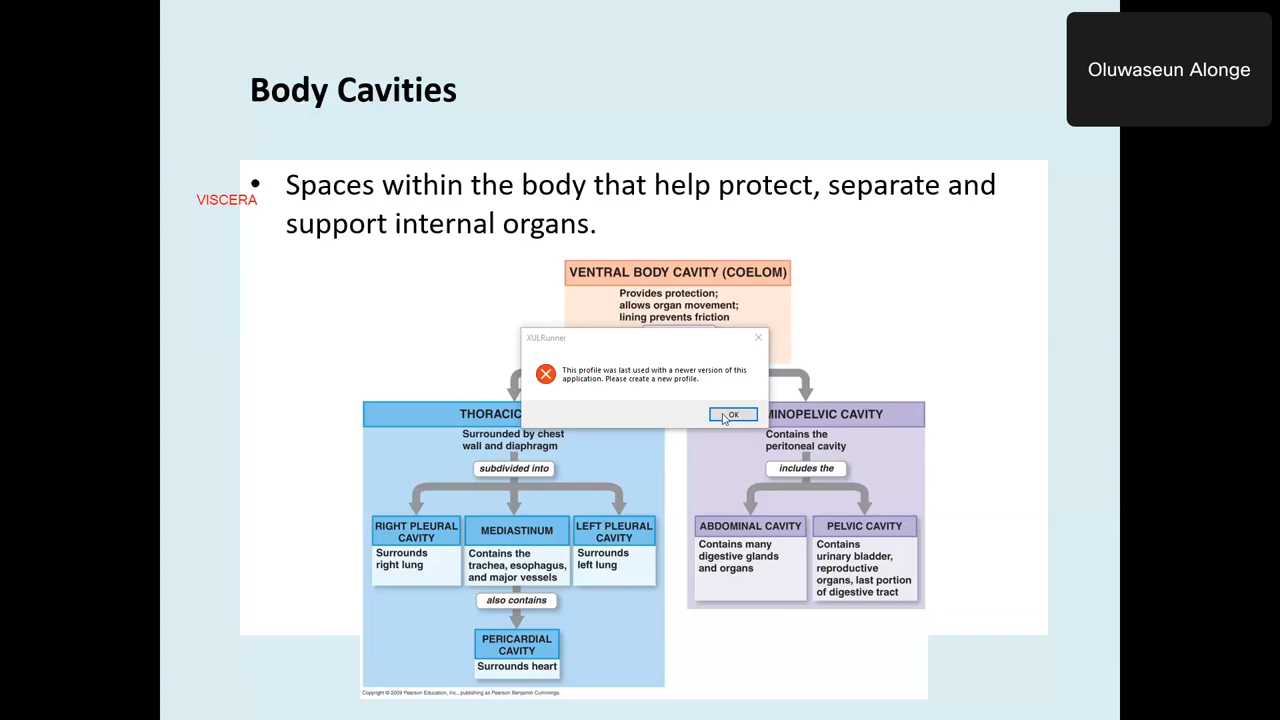 Oluwaseun Alonge
Body Cavities
VISCERA
• Spaces within the body that help protect, separate and
support internal organs.
VENTRAL BODY CAVITY (COELOM)
Provides protection;
allows organ movement;
lining prevents friction
XULRunner
This profile was last used with a newer version of this
application. Please create a new profile.
OK
THORACIC
Surrounded by chest
wall and diaphragm
subdivided into
RIGHT PLEURAL
CAVITY
Surrounds
right lung
MEDIASTINUM
Contains the
trachea, esophagus,
and major vessels
LEFT PLEURAL
CAVITY
Surrounds
left lung
also contains
PERICARDIAL
CAVITY
Surrounds heart
MINOPELVIC CAVITY
Contains the
peritoneal cavity
includes the
ABDOMINAL CAVITY
Contains many
digestive glands
and organs
PELVIC CAVITY
Contains
urinary bladder,
reproductive
organs, last portion
of digestive tract
Copyright © 2009 Pearson Education, Inc., publishing as Pearson Benjamin Cummings.